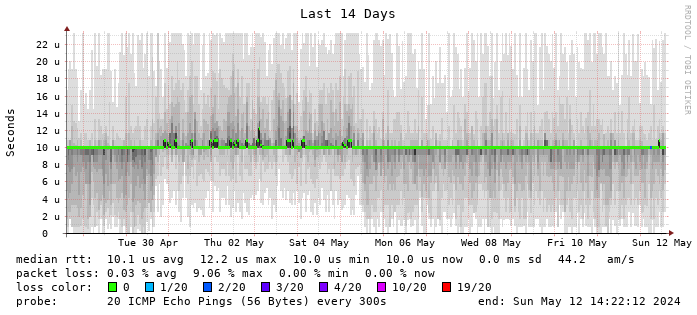 Last 14 Days
RRDTOOL / TOBI OETIKER
Seconds
22 u
20 u
18 u
16 u
14 u
12 u
10 u
8 u
6 u
4 u
2 u
0
Tue 30 Apr Thu 02 May Sat 04 May Mon 06 May Wed 08 May Fri 10 May Sun 12 May
median rtt: 10.1 us avg 12.2 us max 10.0 us min 10.0 us now 0.0 ms sd 44.2 am/s
packet loss: 0.03 % avg 9.06 % max 0.00 % min 0.00 % now
loss color: 0 1/20 2/20 3/20 4/20 10/20 19/20
probe: 20 ICMP Echo Pings (56 Bytes) every 300s end: Sun May 12 14:22:12 2024